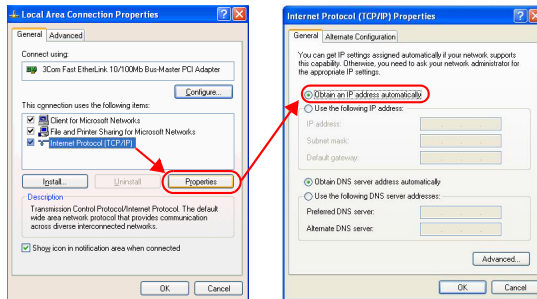 Local Area Connection Properties
General Advanced
Connect using:
3Com Fast EtherLink 10/100Mb Bus-Master PCI Adapter
Configure...
This connection uses the following items:
Client for Microsoft Networks
File and Printer Sharing for Microsoft Networks
Internet Protocol (TCP/IP)
Install... Uninstall Properties
Description
Transmission Control Protocol/Internet Protocol. The default
wide area network protocol that provides communication
across diverse interconnected networks.
Show icon in notification area when connected
OK Cancel
Internet Protocol (TCP/IP) Properties
General Alternate Configuration
You can get IP settings assigned automatically if your network supports
this capability. Otherwise, you need to ask your network administrator for
the appropriate IP settings.
Obtain an IP address automatically
Use the following IP address:
IP address:
Subnet mask:
Default gateway:
Obtain DNS server address automatically
Use the following DNS server addresses:
Preferred DNS server:
Alternate DNS server:
Advanced...
OK Cancel